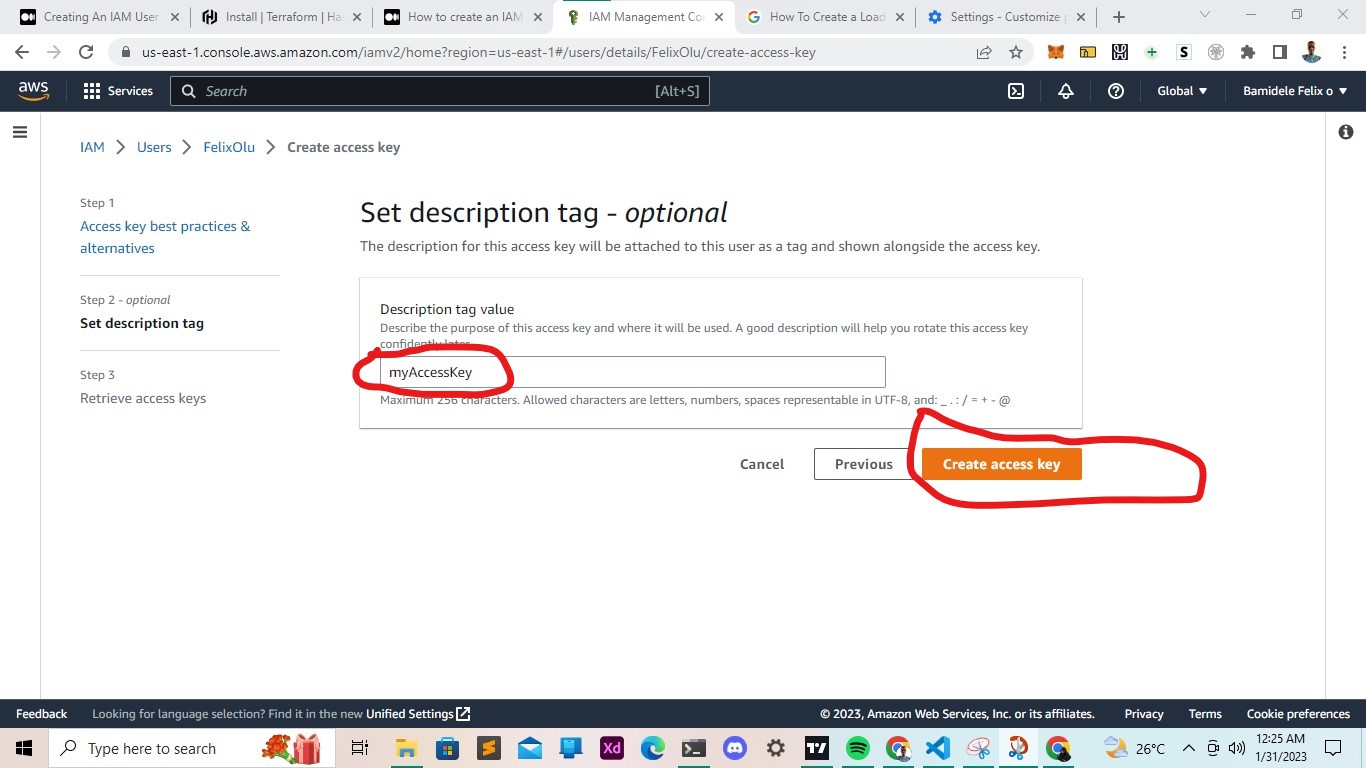 Creating An IAM User
Install | Terraform | Has
How to create an IAM
IAM Management Con
How To Create a Load
Settings - Customize p
us-east-1.console.aws.amazon.com/iamv2/home?region=us-east-1#/users/details/FelixOlu/create-access-key
aws
Services
Search
[Alt+S]
Global
Bamidele Felix o
IAM
Users
FelixOlu
Create access key
Step 1
Access key best practices &
alternatives
Step 2 - optional
Set description tag
Step 3
Retrieve access keys
Set description tag - optional
The description for this access key will be attached to this user as a tag and shown alongside the access key.
Description tag value
Describe the purpose of this access key and where it will be used. A good description will help you rotate this access key
confidently later.
myAccessKey
Maximum 256 characters. Allowed characters are letters, numbers, spaces representable in UTF-8, and: _ . : / = + - @
Cancel
Previous
Create access key
Feedback
Looking for language selection? Find it in the new Unified Settings
© 2023, Amazon Web Services, Inc. or its affiliates.
Privacy
Terms
Cookie preferences
Type here to search
Xd
26°C
12:25 AM
1/31/2023